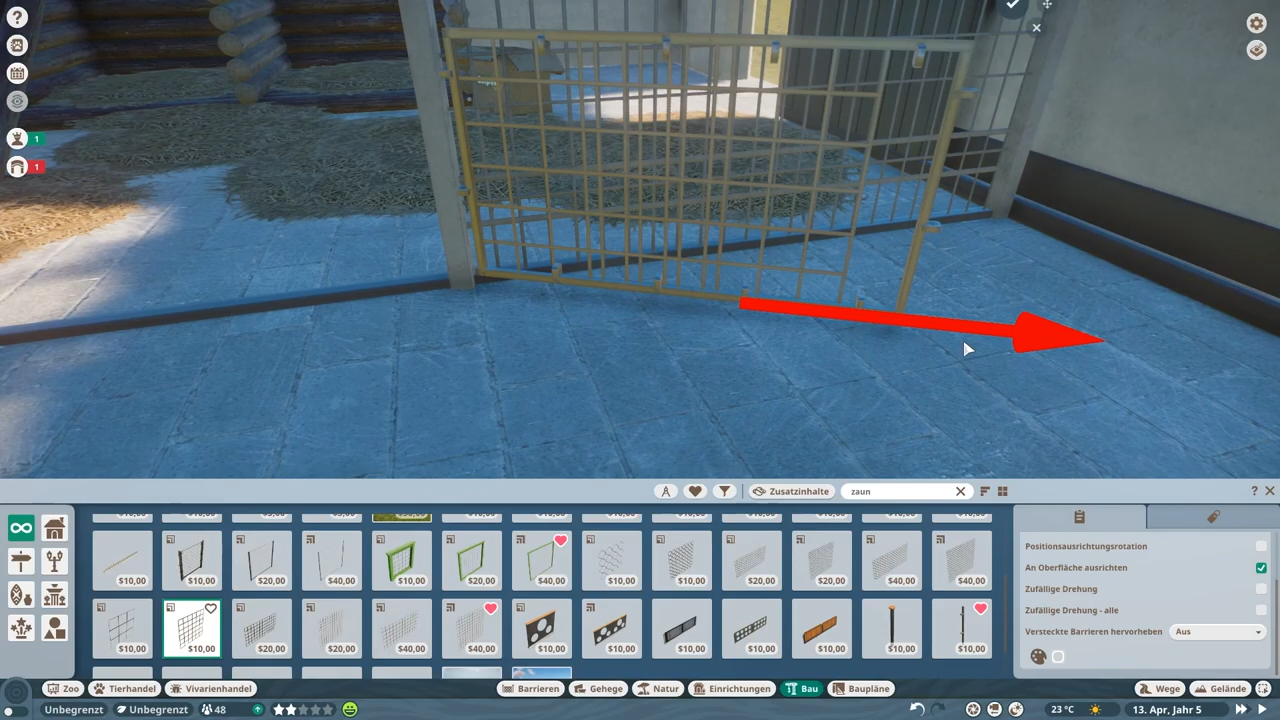 ?
1
1
Zusatzinhalte
zaun
?
Positionsausrichtungsrotation
An Oberfläche ausrichten
Zufällige Drehung
Zufällige Drehung - alle
Versteckte Barrieren hervorheben
Aus
$10,00 $10,00 $20,00 $40,00 $10,00 $20,00 $40,00 $10,00 $10,00 $20,00 $20,00 $40,00 $40,00
$10,00 $10,00 $20,00 $20,00 $40,00 $40,00 $10,00 $10,00 $10,00 $10,00 $10,00 $10,00 $10,00
Zoo Tierhandel Vivarienhandel Barrieren Gehege Natur Einrichtungen Bau Baupläne Wege Gelände
Unbegrenzt Unbegrenzt 48 23 °C 13. Apr, Jahr 5